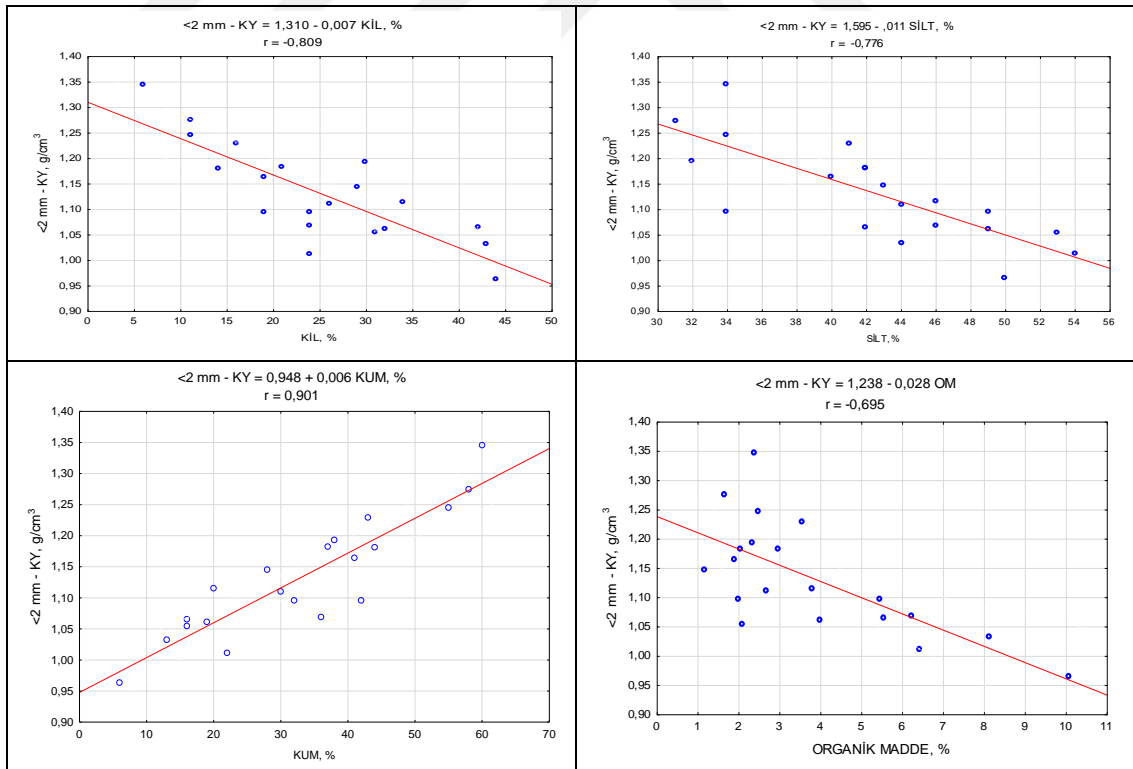 <2 mm - KY = 1,310 - 0,007 KİL, %
r = -0,809
1,40
1,35
1,30
1,25
1,20
1,15
1,10
1,05
1,00
0,95
0,90
<2 mm - KY, g/cm³
0 5 10 15 20 25 30 35 40 45 50
KİL, %
<2 mm - KY = 1,595 - ,011 SİLT, %
r = -0,776
1,40
1,35
1,30
1,25
1,20
1,15
1,10
1,05
1,00
0,95
0,90
<2 mm - KY, g/cm³
30 32 34 36 38 40 42 44 46 48 50 52 54 56
SİLT, %
<2 mm - KY = 0,948 + 0,006 KUM, %
r = 0,901
1,40
1,35
1,30
1,25
1,20
1,15
1,10
1,05
1,00
0,95
0,90
<2 mm - KY, g/cm³
0 10 20 30 40 50 60 70
KUM, %
<2 mm - KY = 1,238 - 0,028 OM
r = -0,695
1,40
1,35
1,30
1,25
1,20
1,15
1,10
1,05
1,00
0,95
0,90
<2 mm - KY, g/cm³
0 1 2 3 4 5 6 7 8 9 10 11
ORGANİK MADDE, %